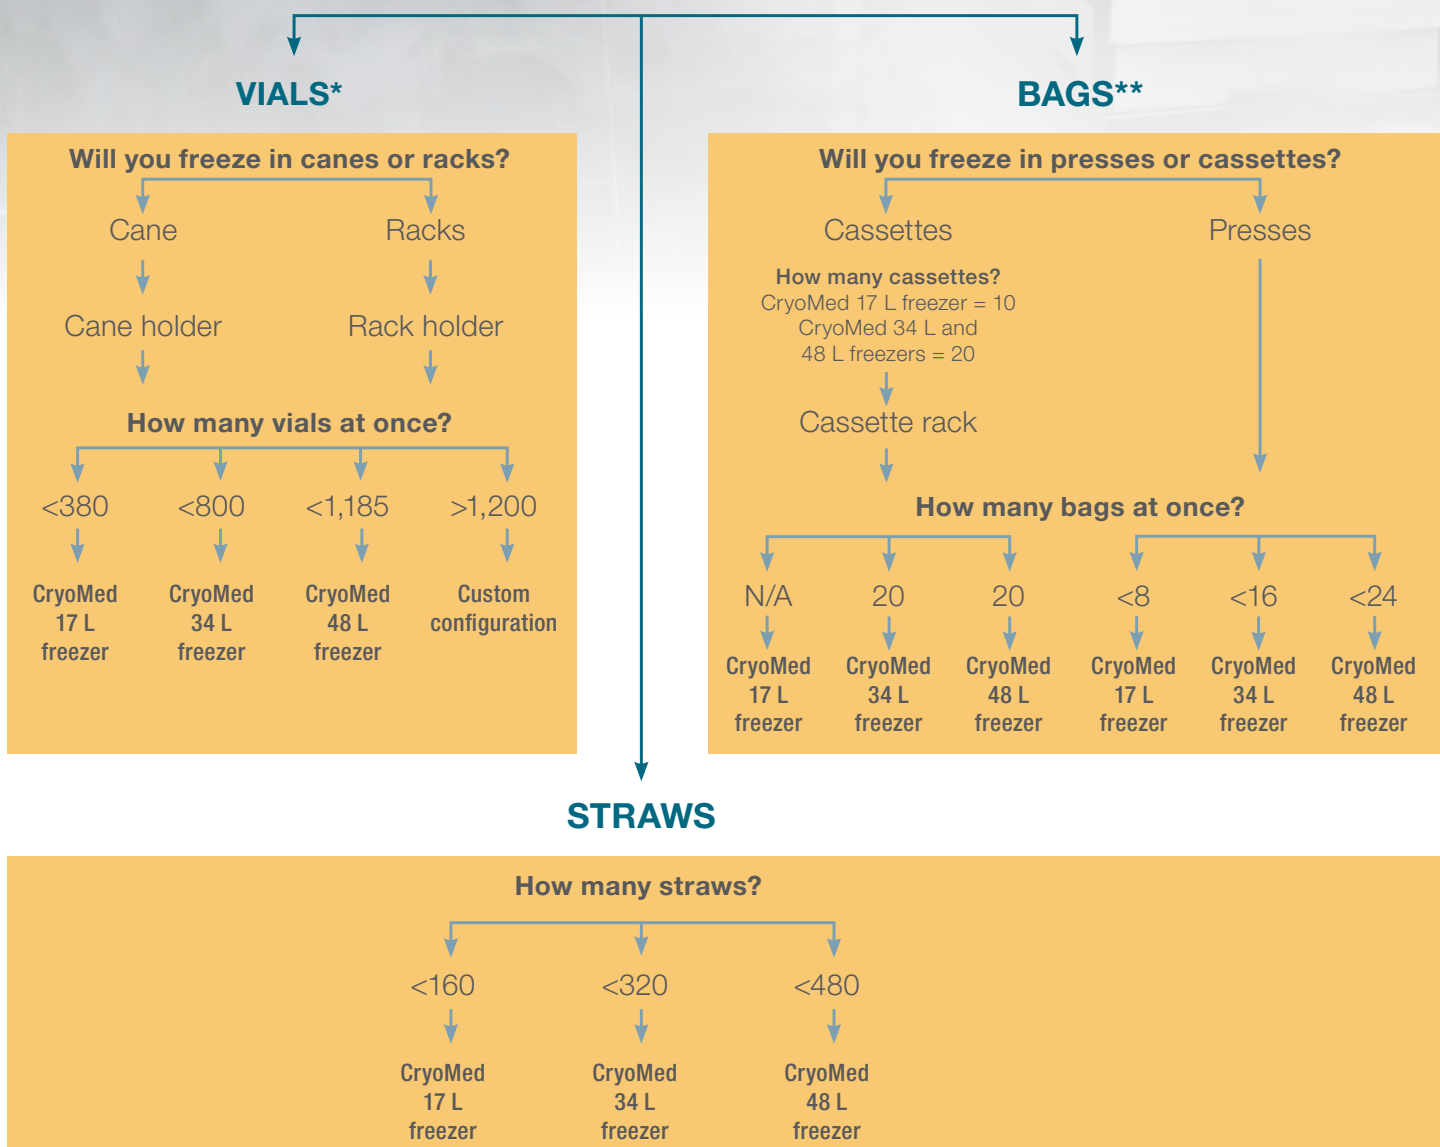 VIALS*
Will you freeze in canes or racks?
Cane
Racks
Cane holder
Rack holder
How many vials at once?
<380
<800
<1,185
>1,200
CryoMed
17 L
freezer
CryoMed
34 L
freezer
CryoMed
48 L
freezer
Custom
configuration
BAGS**
Will you freeze in presses or cassettes?
Cassettes
Presses
How many cassettes?
CryoMed 17 L freezer = 10
CryoMed 34 L and
48 L freezers = 20
Cassette rack
How many bags at once?
N/A
20
20
<8
<16
<24
CryoMed
17 L
freezer
CryoMed
34 L
freezer
CryoMed
48 L
freezer
CryoMed
17 L
freezer
CryoMed
34 L
freezer
CryoMed
48 L
freezer
STRAWS
How many straws?
<160
<320
<480
CryoMed
17 L
freezer
CryoMed
34 L
freezer
CryoMed
48 L
freezer